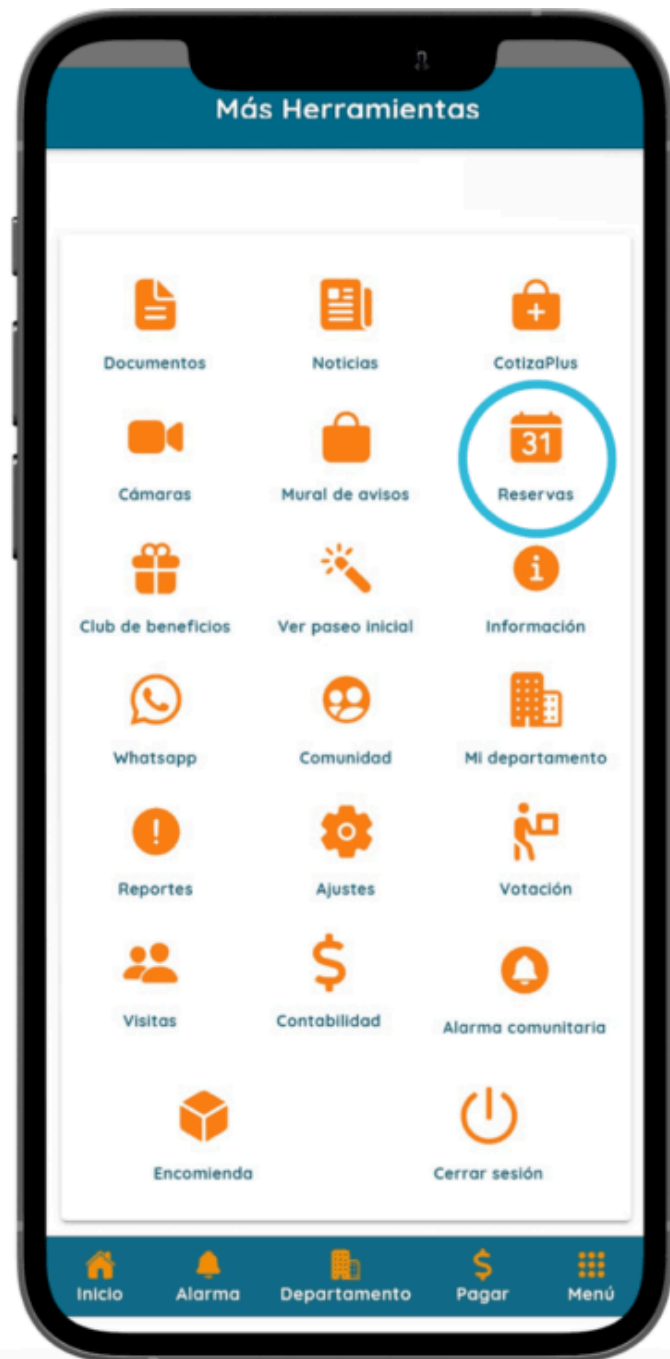 Más Herramientas
Documentos
Noticias
CotizaPlus
31
Cámaras
Mural de avisos
Reservas
Club de beneficios
Ver paseo inicial
Información
Whatsapp
Comunidad
Mi departamento
Reportes
Ajustes
Votación
Visitas
Contabilidad
Alarma comunitaria
Encomienda
Cerrar sesión
Inicio
Alarma
Departamento
Pagar
Menú